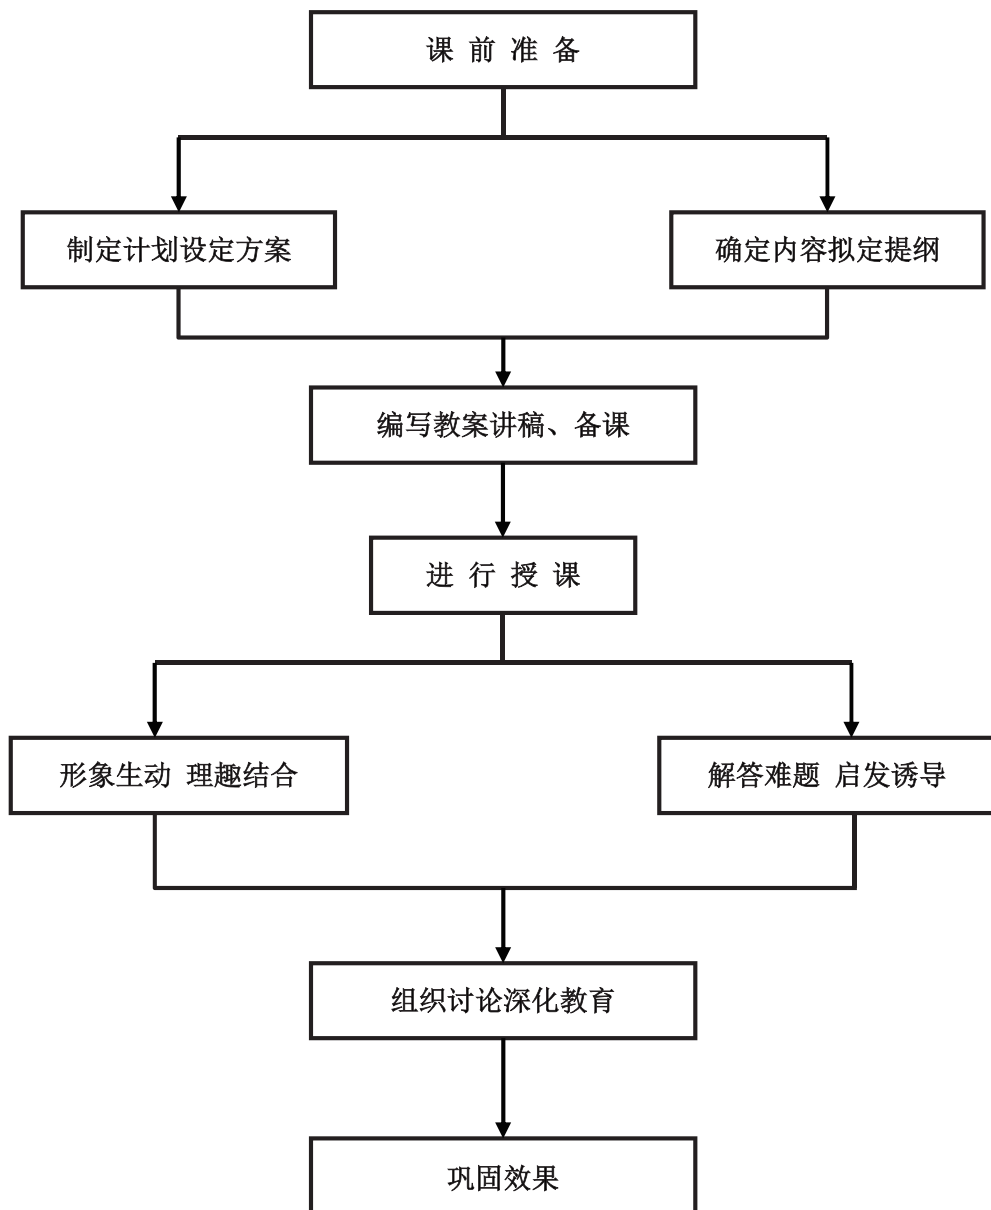 课 前 准 备
制定计划设定方案
确定内容拟定提纲
编写教案讲稿、备课
进 行 授 课
形象生动 理趣结合
解答难题 启发诱导
组织讨论深化教育
巩固效果